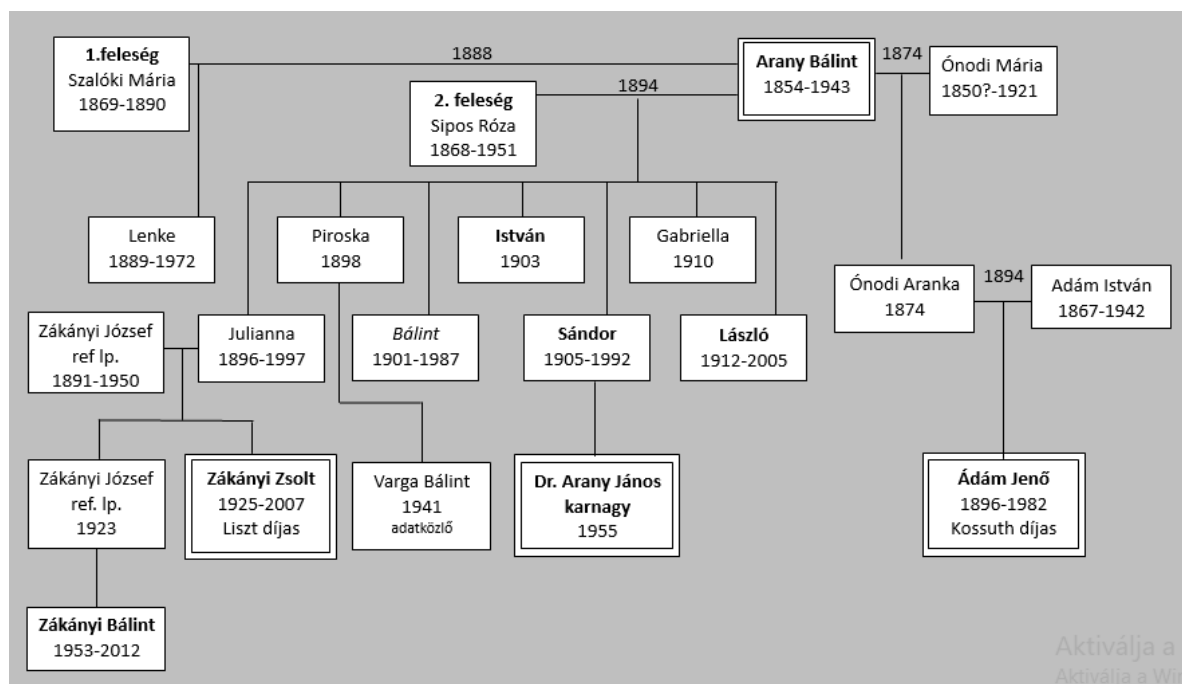 1.feleség
Szalóki Mária
1869-1890
1888
Arany Bálint
1854-1943
1874
Ónodi Mária
1850?-1921
2. feleség
Sipos Róza
1868-1951
1894
Lenke
1889-1972
Piroska
1898
István
1903
Gabriella
1910
Ónodi Aranka
1874
1894
Adám István
1867-1942
Zákányi József
ref lp.
1891-1950
Julianna
1896-1997
Bálint
1901-1987
Sándor
1905-1992
László
1912-2005
Zákányi József
ref. lp.
1923
Zákányi Zsolt
1925-2007
Liszt díjas
Varga Bálint
1941
adatközlő
Dr. Arany János
karnagy
1955
Ádám Jenő
1896-1982
Kossuth díjas
Zákányi Bálint
1953-2012
Aktiválja a
Aktiválja a Win